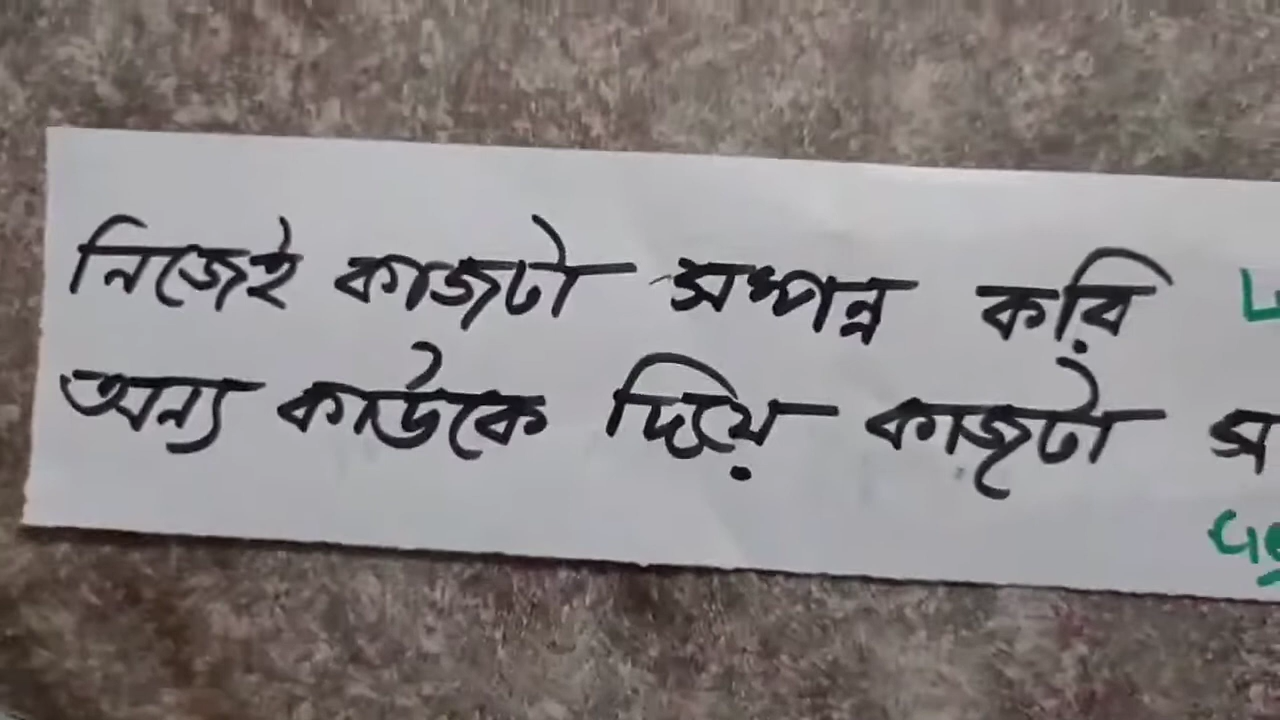 নিজেই কাজটা সম্পন্ন করি
অন্য কাউকে দিয়ে কাজটা স